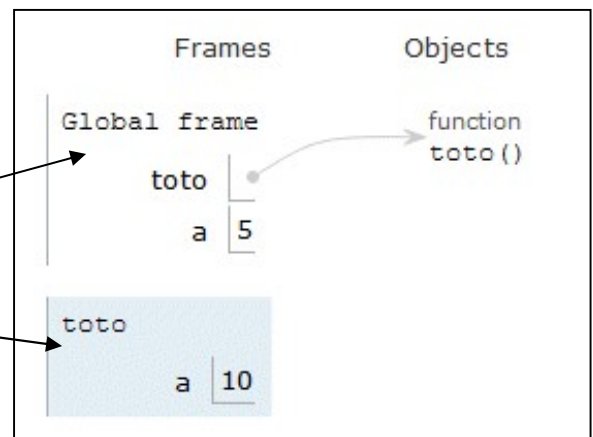 Frames Objects
Global frame function
toto toto()
a 5
toto
a 10